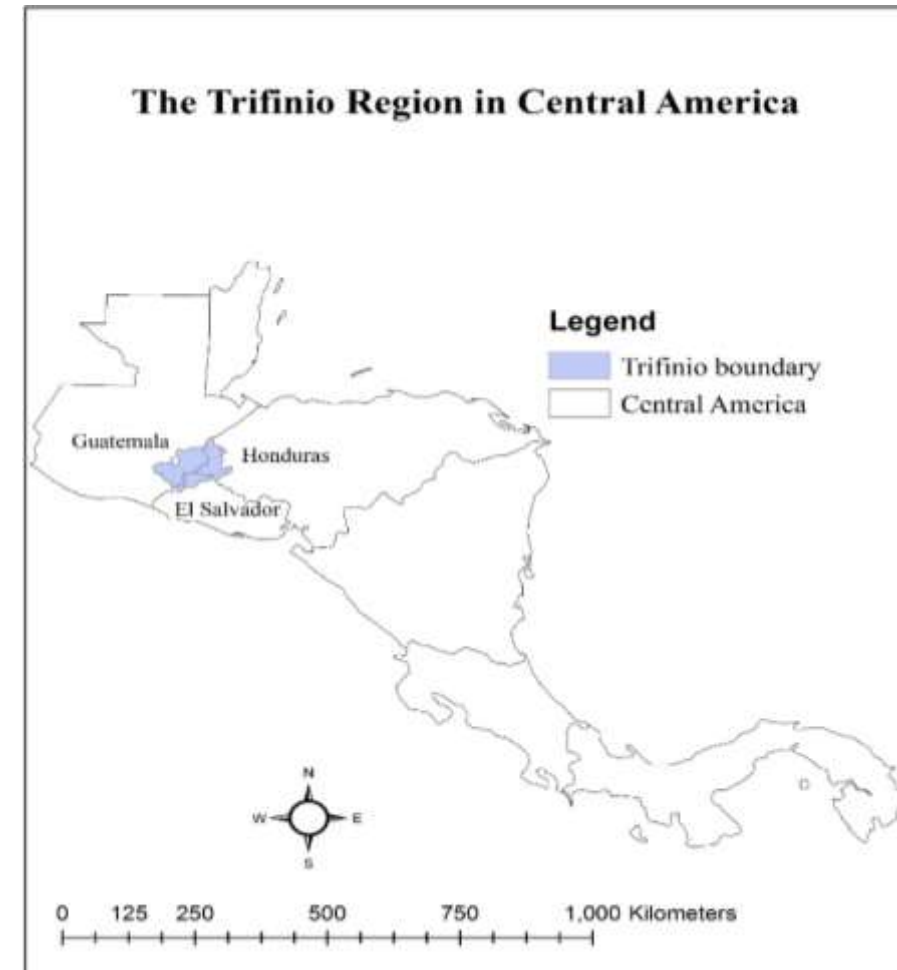 The Trifinio Region in Central America
Legend
Trifinio boundary
Central America
Guatemala
Honduras
El Salvador
N
W E
S
0 125 250 500 750 1,000 Kilometers